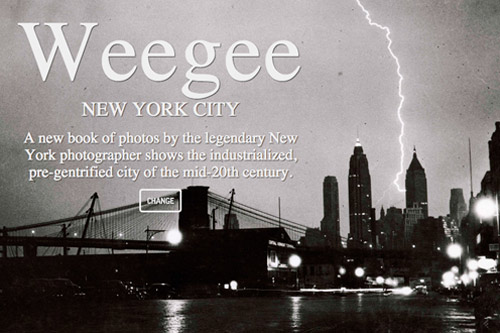 Weegee
NEW YORK CITY
A new book of photos by the legendary New
York photographer shows the industrialized,
pre-gentrified city of the mid-20th century.
CHANGE